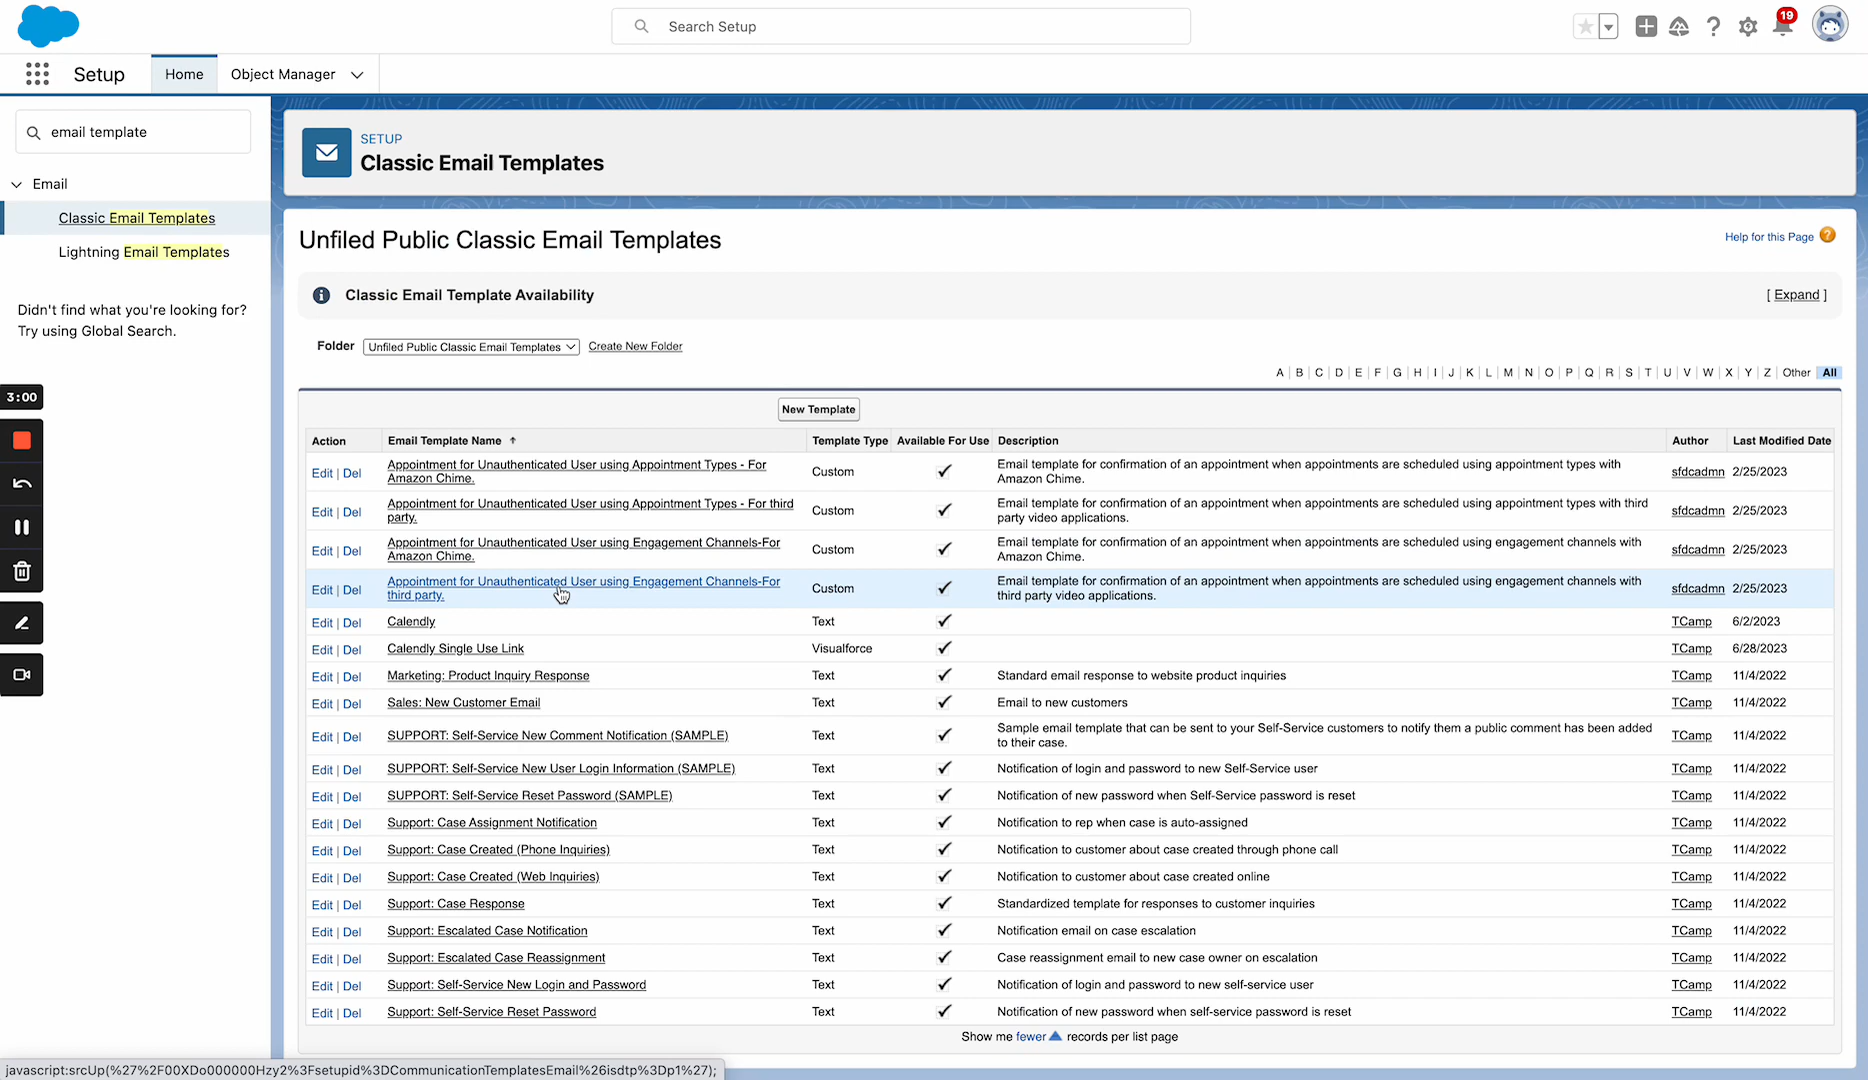 Search Setup
19
Setup
Home
Object Manager
email template
Email
Classic Email Templates
Lightning Email Templates
Didn't find what you're looking for?
Try using Global Search.
3:00
SETUP
Classic Email Templates
Unfiled Public Classic Email Templates
Help for this Page ?
Classic Email Template Availability
[ Expand ]
Folder Unfiled Public Classic Email Templates Create New Folder
A | B | C | D | E | F | G | H | I | J | K | L | M | N | O | P | Q | R | S | T | U | V | W | X | Y | Z | Other All
New Template
Action Email Template Name Template Type Available For Use Description Author Last Modified Date
Edit | Del Appointment for Unauthenticated User using Appointment Types - For Amazon Chime. Custom Email template for confirmation of an appointment when appointments are scheduled using appointment types with Amazon Chime. sfdcadmn 2/25/2023
Edit | Del Appointment for Unauthenticated User using Appointment Types - For third party. Custom Email template for confirmation of an appointment when appointments are scheduled using appointment types with third party video applications. sfdcadmn 2/25/2023
Edit | Del Appointment for Unauthenticated User using Engagement Channels-For Amazon Chime. Custom Email template for confirmation of an appointment when appointments are scheduled using engagement channels with Amazon Chime. sfdcadmn 2/25/2023
Edit | Del Appointment for Unauthenticated User using Engagement Channels-For third party. Custom Email template for confirmation of an appointment when appointments are scheduled using engagement channels with third party video applications. sfdcadmn 2/25/2023
Edit | Del Calendly Text TCamp 6/2/2023
Edit | Del Calendly Single Use Link Visualforce TCamp 6/28/2023
Edit | Del Marketing: Product Inquiry Response Text Standard email response to website product inquiries TCamp 11/4/2022
Edit | Del Sales: New Customer Email Text Email to new customers TCamp 11/4/2022
Edit | Del SUPPORT: Self-Service New Comment Notification (SAMPLE) Text Sample email template that can be sent to your Self-Service customers to notify them a public comment has been added to their case. TCamp 11/4/2022
Edit | Del SUPPORT: Self-Service New User Login Information (SAMPLE) Text Notification of login and password to new Self-Service user TCamp 11/4/2022
Edit | Del SUPPORT: Self-Service Reset Password (SAMPLE) Text Notification of new password when Self-Service password is reset TCamp 11/4/2022
Edit | Del Support: Case Assignment Notification Text Notification to rep when case is auto-assigned TCamp 11/4/2022
Edit | Del Support: Case Created (Phone Inquiries) Text Notification to customer about case created through phone call TCamp 11/4/2022
Edit | Del Support: Case Created (Web Inquiries) Text Notification to customer about case created online TCamp 11/4/2022
Edit | Del Support: Case Response Text Standardized template for responses to customer inquiries TCamp 11/4/2022
Edit | Del Support: Escalated Case Notification Text Notification email on case escalation TCamp 11/4/2022
Edit | Del Support: Escalated Case Reassignment Text Case reassignment email to new case owner on escalation TCamp 11/4/2022
Edit | Del Support: Self-Service New Login and Password Text Notification of login and password to new self-service user TCamp 11/4/2022
Edit | Del Support: Self-Service Reset Password Text Notification of new password when self-service password is reset TCamp 11/4/2022
Show me fewer records per list page
javascript:srcUp(%27%2F00XDo000000Hzy2%3Fsetupid%3DCommunicationTemplatesEmail%26isdtp%3Dp1%27);